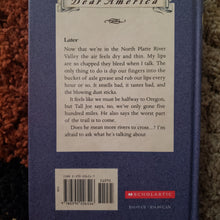 Dear America
Later
Now that we're in the North Platte River
Valley the air feels dry and thin. My lips
are so chapped they bleed when I talk. The
only thing to do is dip our fingers into the
bucket of axle grease and rub our lips every
hour or so. It smells bad, it tastes bad,
and the blowing dust sticks.
It feels like we must be halfway to Oregon,
but Tall Joe says, no, we've only gone five
hundred miles. He also says the worst part
of the trail is to come.
Does he mean more rivers to cross...? I'm
afraid to ask what he's talking about.
SCHOLASTIC